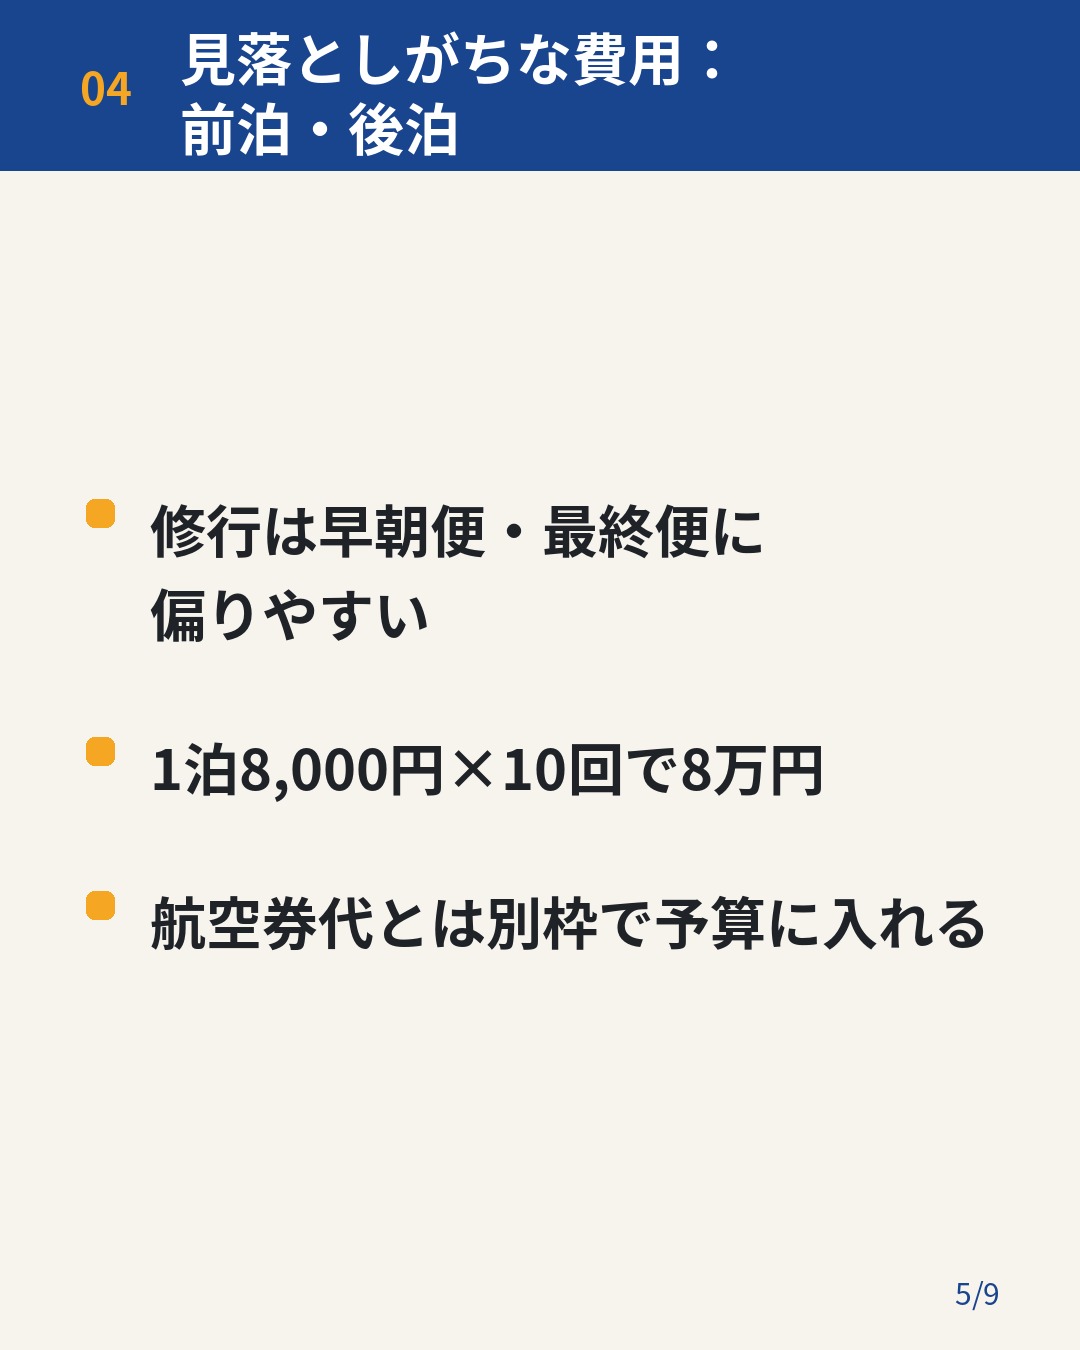 04
見落としがちな費用：
前泊・後泊
修行は早朝便・最終便に
偏りやすい
1泊8,000円×10回で8万円
航空券代とは別枠で予算に入れる
5/9